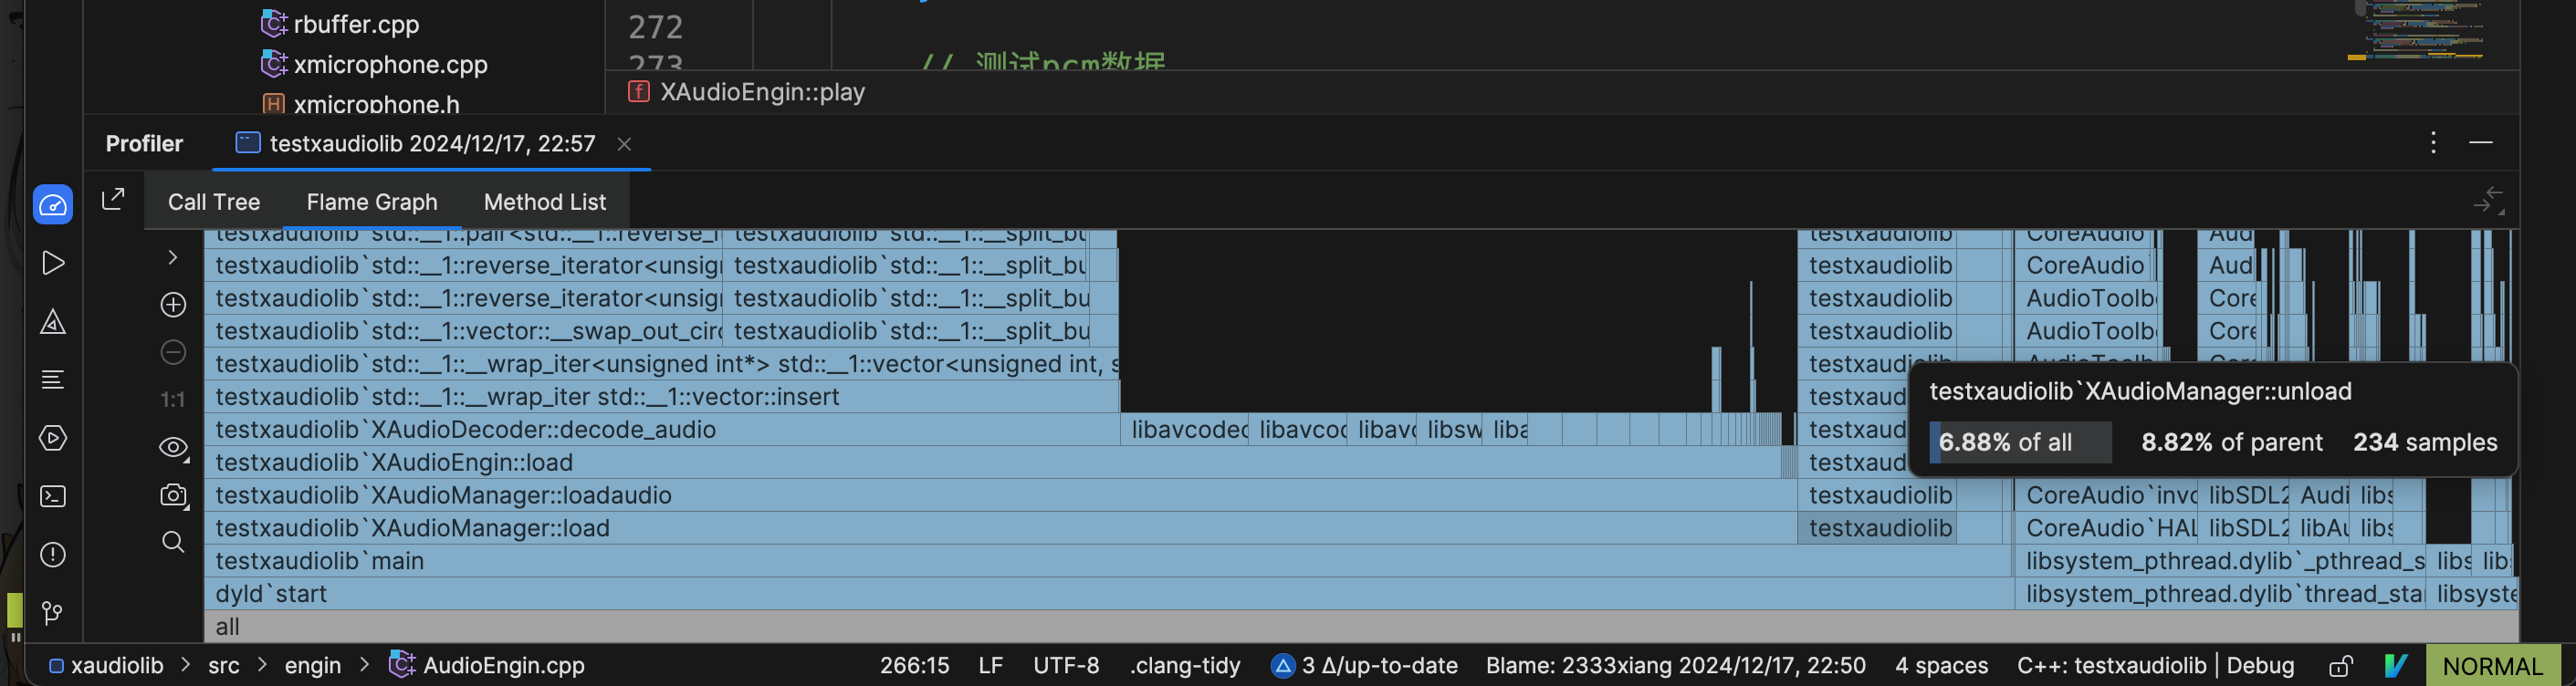 rbuffer.cpp
xmicrophone.cpp
xmicrophone.h
272
273 // 测试pcm数据
XAudioEngin::play
Profiler testxaudiolib 2024/12/17, 22:57
Call Tree Flame Graph Method List
testxaudiolib`std::__1::pair<std::__1::reverse_i testxaudiolib`std::__1::__split_bu testxaudiolib CoreAudio Aud
testxaudiolib`std::__1::reverse_iterator<unsign testxaudiolib`std::__1::__split_bu testxaudiolib CoreAudio` Aud
testxaudiolib`std::__1::reverse_iterator<unsign testxaudiolib`std::__1::__split_bu testxaudiolib AudioToolb Core
testxaudiolib`std::__1::vector::__swap_out_circ testxaudiolib`std::__1::__split_bu testxaudiolib AudioToolb Core
testxaudiolib`std::__1::__wrap_iter<unsigned int*> std::__1::vector<unsigned int, s testxaudiolib AudioToolb Core
testxaudiolib`std::__1::__wrap_iter std::__1::vector::insert testxaud
testxaudiolib`XAudioDecoder::decode_audio libavcodec libavcod libavc libsw liba testxaud
testxaudiolib`XAudioEngin::load testxaud
testxaudiolib`XAudioManager::loadaudio testxaudiolib CoreAudio`invo libSDL2 Audi libs
testxaudiolib`XAudioManager::load testxaudiolib CoreAudio`HAL libSDL2 libAu libs
testxaudiolib`main libsystem_pthread.dylib`_pthread_s libs lib
dyld`start libsystem_pthread.dylib`thread_sta libsyste
all
1:1
testxaudiolib`XAudioManager::unload
6.88% of all 8.82% of parent 234 samples
xaudiolib > src > engin > AudioEngin.cpp 266:15 LF UTF-8 .clang-tidy 3 Δ/up-to-date Blame: 2333xiang 2024/12/17, 22:50 4 spaces C++: testxaudiolib | Debug NORMAL